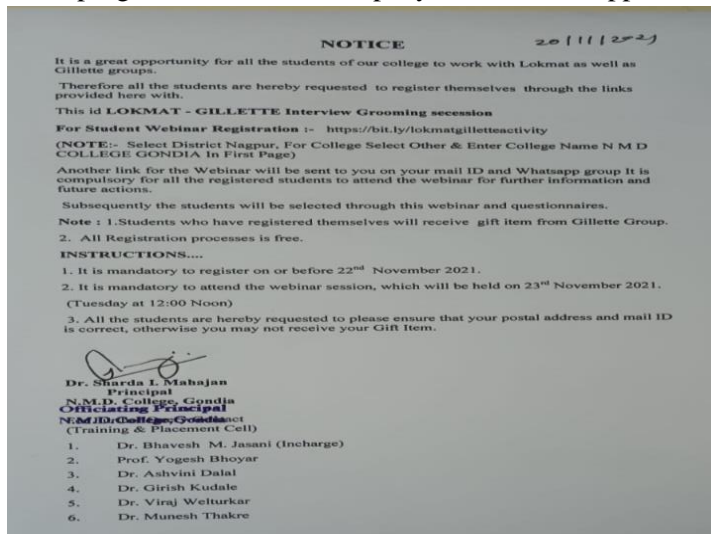 NOTICE
20/11/2021
It is a great opportunity for all the students of our college to work with Lokmat as well as
Gillette groups.
Therefore all the students are hereby requested to register themselves through the links
provided here with.
This id LOKMAT - GILLETTE Interview Grooming secession
For Student Webinar Registration :- https://bit.ly/lokmatgilletteactivity
(NOTE:- Select District Nagpur, For College Select Other & Enter College Name N M D
COLLEGE GONDIA In First Page)
Another link for the Webinar will be sent to you on your mail ID and Whatsapp group It is
compulsory for all the registered students to attend the webinar for further information and
future actions.
Subsequently the students will be selected through this webinar and questionnaires.
Note : 1.Students who have registered themselves will receive gift item from Gillette Group.
2. All Registration processes is free.
INSTRUCTIONS....
1. It is mandatory to register on or before 22nd November 2021.
2. It is mandatory to attend the webinar session, which will be held on 23rd November 2021.
(Tuesday at 12:00 Noon)
3. All the students are hereby requested to please ensure that your postal address and mail ID
is correct, otherwise you may not receive your Gift Item.
Dr. Sharda I. Mahajan
Principal
N.M.D. College, Gondia
Officiating Principal
N.M.D. College, Gondia
(Training & Placement Cell)
1. Dr. Bhavesh M. Jasani (Incharge)
2. Prof. Yogesh Bhoyar
3. Dr. Ashvini Dalal
4. Dr. Girish Kudale
5. Dr. Viraj Welturkar
6. Dr. Munesh Thakre